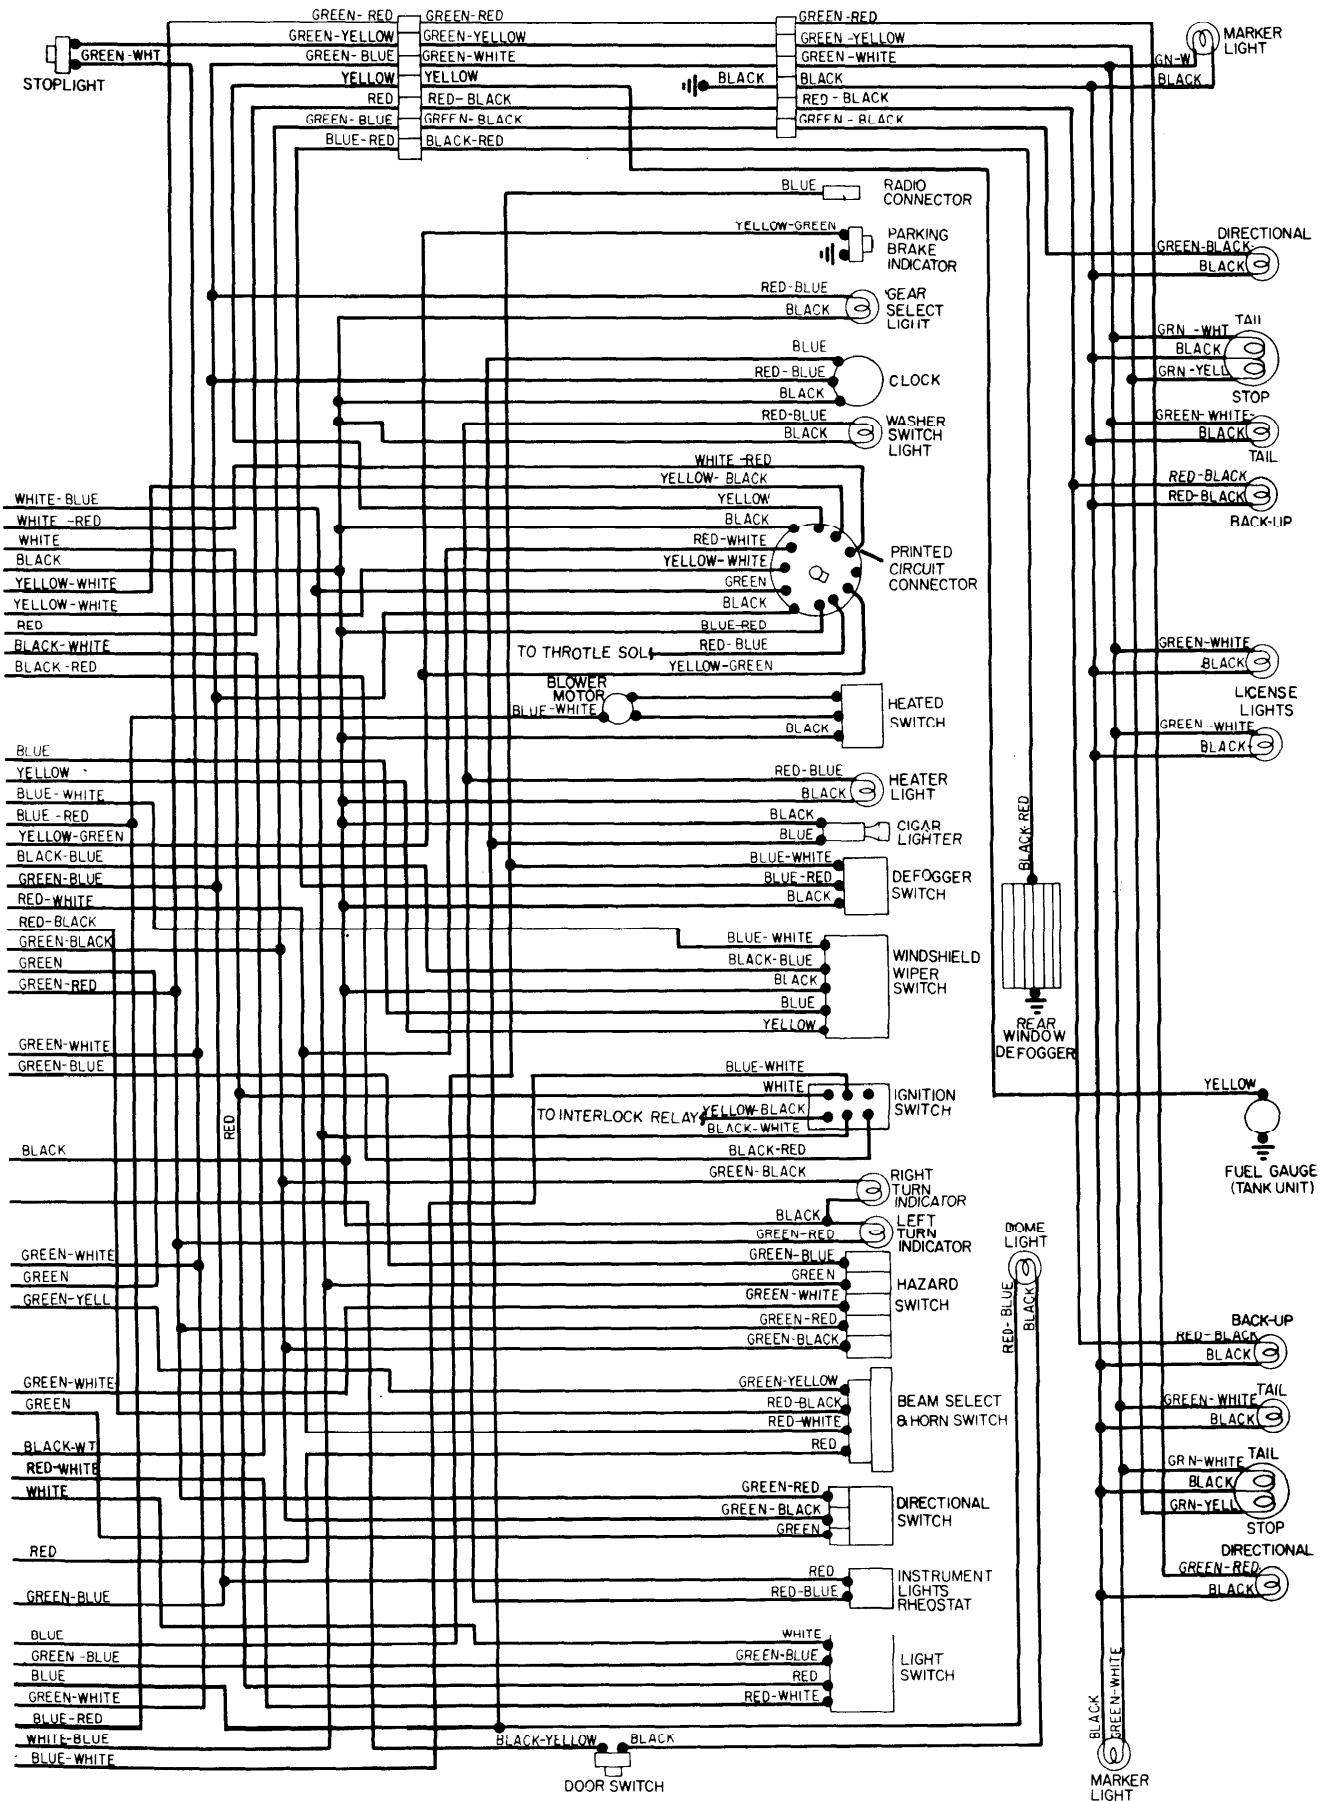 GREEN- RED
GREEN-RED
GREEN-RED
GREEN-YELLOW
GREEN-YELLOW
GREEN -YELLOW
GREEN-BLUE
GREEN-WHITE
GREEN-WHITE
YELLOW
YELLOW
BLACK
BLACK
RED
RED-BLACK
RED - BLACK
GREEN-BLUE
GREEN-BLACK
GREEN - BLACK
BLUE-RED
BLACK-RED
GREEN-WHT
STOPLIGHT
MARKER
LIGHT
GN-W
BLACK
BLUE
RADIO
CONNECTOR
YELLOW-GREEN
PARKING
BRAKE
INDICATOR
RED-BLUE
BLACK
GEAR
SELECT
LIGHT
BLUE
RED-BLUE
BLACK
CLOCK
RED-BLUE
BLACK
WASHER
SWITCH
LIGHT
WHITE -RED
YELLOW- BLACK
YELLOW
BLACK
RED-WHITE
YELLOW-WHITE
GREEN
BLACK
BLUE-RED
RED-BLUE
YELLOW-GREEN
PRINTED
CIRCUIT
CONNECTOR
TO THROTLE SOL
BLOWER
MOTOR
BLUE-WHITE
BLACK
HEATED
SWITCH
RED-BLUE
BLACK
HEATER
LIGHT
BLACK
BLUE
CIGAR
LIGHTER
BLUE-WHITE
BLUE-RED
BLACK
DEFOGGER
SWITCH
BLUE- WHITE
BLACK-BLUE
BLACK
BLUE
YELLOW
WINDSHIELD
WIPER
SWITCH
BLUE-WHITE
WHITE
YELLOW-BLACK
BLACK-WHITE
BLACK-RED
TO INTERLOCK RELAY
IGNITION
SWITCH
GREEN-BLACK
RIGHT
TURN
INDICATOR
BLACK
GREEN-RED
LEFT
TURN
INDICATOR
GREEN-BLUE
GREEN
GREEN-WHITE
GREEN-RED
GREEN-BLACK
HAZARD
SWITCH
GREEN-YELLOW
RED-BLACK
RED-WHITE
RED
BEAM SELECT
& HORN SWITCH
GREEN-RED
GREEN-BLACK
GREEN
DIRECTIONAL
SWITCH
RED
RED-BLUE
INSTRUMENT
LIGHTS
RHEOSTAT
WHITE
GREEN-BLUE
RED
RED-WHITE
LIGHT
SWITCH
BLACK-YELLOW
BLACK
DOOR SWITCH
WHITE-BLUE
WHITE -RED
WHITE
BLACK
YELLOW-WHITE
YELLOW-WHITE
RED
BLACK-WHITE
BLACK-RED
BLUE
YELLOW
BLUE-WHITE
BLUE -RED
YELLOW-GREEN
BLACK-BLUE
GREEN-BLUE
RED-WHITE
RED-BLACK
GREEN-BLACK
GREEN
GREEN-RED
GREEN-WHITE
GREEN-BLUE
RED
BLACK
GREEN-WHITE
GREEN
GREEN-YELL
GREEN-WHITE
GREEN
BLACK-WT
RED-WHITE
WHITE
RED
GREEN-BLUE
BLUE
GREEN -BLUE
BLUE
GREEN-WHITE
BLUE-RED
WHITE-BLUE
BLUE-WHITE
DIRECTIONAL
GREEN-BLACK
BLACK
TAIL
GRN -WHT
BLACK
GRN-YELL
STOP
GREEN-WHITE
BLACK
TAIL
RED-BLACK
RED-BLACK
BACK-UP
GREEN-WHITE
BLACK
LICENSE
LIGHTS
GREEN-WHITE
BLACK
BLACK-RED
REAR
WINDOW
DEFOGGER
YELLOW
FUEL GAUGE
(TANK UNIT)
DOME
LIGHT
RED-BLUE
BLACK
BACK-UP
RED-BLACK
BLACK
TAIL
GREEN-WHITE
BLACK
TAIL
GRN-WHITE
BLACK
GRN-YELL
STOP
DIRECTIONAL
GREEN-RED
BLACK
BLACK
GREEN-WHITE
MARKER
LIGHT